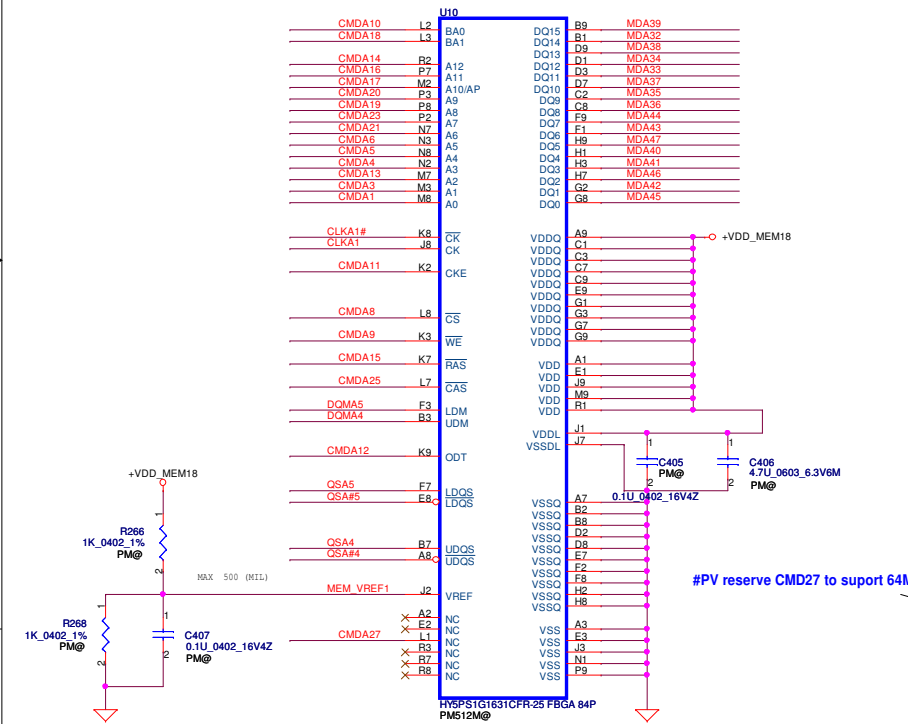 U10
CMDA10 L2 BA0 DQ15 B9 MDA39
CMDA18 L3 BA1 DQ14 B1 MDA32
DQ13 D9 MDA38
CMDA14 R2 A12 DQ12 D1 MDA34
CMDA16 P7 A11 DQ11 D3 MDA33
CMDA17 M2 A10/AP DQ10 D7 MDA37
CMDA20 P3 A9 DQ9 C2 MDA35
CMDA19 P8 A8 DQ8 C8 MDA36
CMDA23 P2 A7 DQ7 F9 MDA44
CMDA21 N7 A6 DQ6 F1 MDA43
CMDA6 N3 A5 DQ5 H9 MDA47
CMDA5 N8 A4 DQ4 H1 MDA40
CMDA4 N2 A3 DQ3 H3 MDA41
CMDA13 M7 A2 DQ2 H7 MDA46
CMDA3 M3 A1 DQ1 G2 MDA42
CMDA1 M8 A0 DQ0 G8 MDA45
CLKA1# K8 CK VDDQ A9 +VDD_MEM18
CLKA1 J8 CK VDDQ C1
VDDQ C3
CMDA11 K2 CKE VDDQ C7
VDDQ C9
VDDQ E9
VDDQ G1
CMDA8 L8 CS VDDQ G3
VDDQ G7
CMDA9 K3 WE VDDQ G9
CMDA15 K7 RAS VDD A1
VDD E1
CMDA25 L7 CAS VDD J9
VDD M9
DQMA5 F3 LDM VDD R1
DQMA4 B3 UDM
VDDL J1
VSSDL J7
CMDA12 K9 ODT
1 C405 1 C406
PM@ 4.7U_0603_6.3V6M
2 2 PM@
0.1U_0402_16V4Z
+VDD_MEM18
QSA5 F7 LDQS
QSA#5 E8 LDQS VSSQ A7
VSSQ B2
VSSQ B8
VSSQ D2
QSA4 B7 UDQS VSSQ D8
QSA#4 A8 UDQS VSSQ E7
VSSQ F2
VSSQ F8
MEM_VREF1 J2 VREF VSSQ H2
VSSQ H8
1
R266
1K_0402_1%
PM@
2
MAX 500 (MIL)
#PV reserve CMD27 to suport 64M
A2 NC
E2 NC VSS A3
CMDA27 L1 NC VSS E3
R3 NC VSS J3
R7 NC VSS N1
R8 NC VSS P9
1 1
R268
1K_0402_1%
PM@
2
C407
0.1U_0402_16V4Z
2 PM@
HY5PS1G1631CFR-25 FBGA 84P
PM512M@